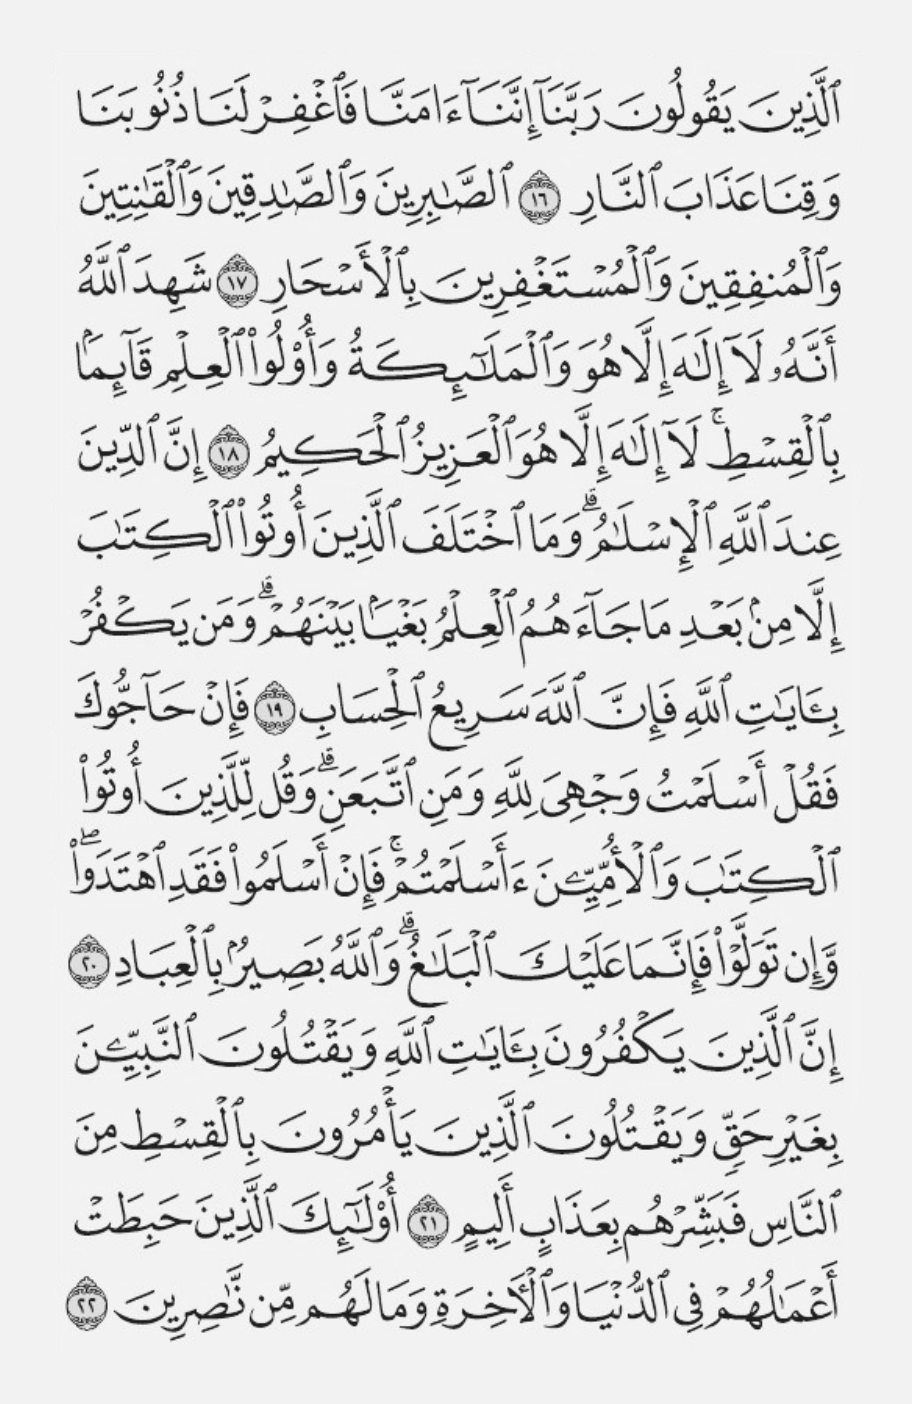 ٱلَّذِينَ يَقُولُونَ رَبَّنَآ إِنَّنَآ ءَامَنَّا فَٱغۡفِرۡ لَنَا ذُنُوبَنَا
وَقِنَا عَذَابَ ٱلنَّارِ ١٦ ٱلصَّٰبِرِينَ وَٱلصَّٰدِقِينَ وَٱلۡقَٰنِتِينَ
وَٱلۡمُنفِقِينَ وَٱلۡمُسۡتَغۡفِرِينَ بِٱلۡأَسۡحَارِ ١٧ شَهِدَ ٱللَّهُ
أَنَّهُۥ لَآ إِلَٰهَ إِلَّا هُوَ وَٱلۡمَلَٰٓئِكَةُ وَأُوْلُواْ ٱلۡعِلۡمِ قَآئِمَۢا
بِٱلۡقِسۡطِۚ لَآ إِلَٰهَ إِلَّا هُوَ ٱلۡعَزِيزُ ٱلۡحَكِيمُ ١٨ إِنَّ ٱلدِّينَ
عِندَ ٱللَّهِ ٱلۡإِسۡلَٰمُۗ وَمَا ٱخۡتَلَفَ ٱلَّذِينَ أُوتُواْ ٱلۡكِتَٰبَ
إِلَّا مِنۢ بَعۡدِ مَا جَآءَهُمُ ٱلۡعِلۡمُ بَغۡيَۢا بَيۡنَهُمۡۗ وَمَن يَكۡفُرۡ
بِـَٔايَٰتِ ٱللَّهِ فَإِنَّ ٱللَّهَ سَرِيعُ ٱلۡحِسَابِ ١٩ فَإِنۡ حَآجُّوكَ
فَقُلۡ أَسۡلَمۡتُ وَجۡهِيَ لِلَّهِ وَمَنِ ٱتَّبَعَنِۗ وَقُل لِّلَّذِينَ أُوتُواْ
ٱلۡكِتَٰبَ وَٱلۡأُمِّيِّـۧنَ ءَأَسۡلَمۡتُمۡۚ فَإِنۡ أَسۡلَمُواْ فَقَدِ ٱهۡتَدَواْۖ
وَّإِن تَوَلَّوۡاْ فَإِنَّمَا عَلَيۡكَ ٱلۡبَلَٰغُۗ وَٱللَّهُ بَصِيرُۢ بِٱلۡعِبَادِ ٢٠
إِنَّ ٱلَّذِينَ يَكۡفُرُونَ بِـَٔايَٰتِ ٱللَّهِ وَيَقۡتُلُونَ ٱلنَّبِيِّـۧنَ
بِغَيۡرِ حَقّٖ وَيَقۡتُلُونَ ٱلَّذِينَ يَأۡمُرُونَ بِٱلۡقِسۡطِ مِنَ
ٱلنَّاسِ فَبَشِّرۡهُم بِعَذَابٍ أَلِيمٍ ٢١ أُوْلَٰٓئِكَ ٱلَّذِينَ حَبِطَتۡ
أَعۡمَٰلُهُمۡ فِي ٱلدُّنۡيَا وَٱلۡأٓخِرَةِ وَمَا لَهُم مِّن نَّٰصِرِينَ ٢٢